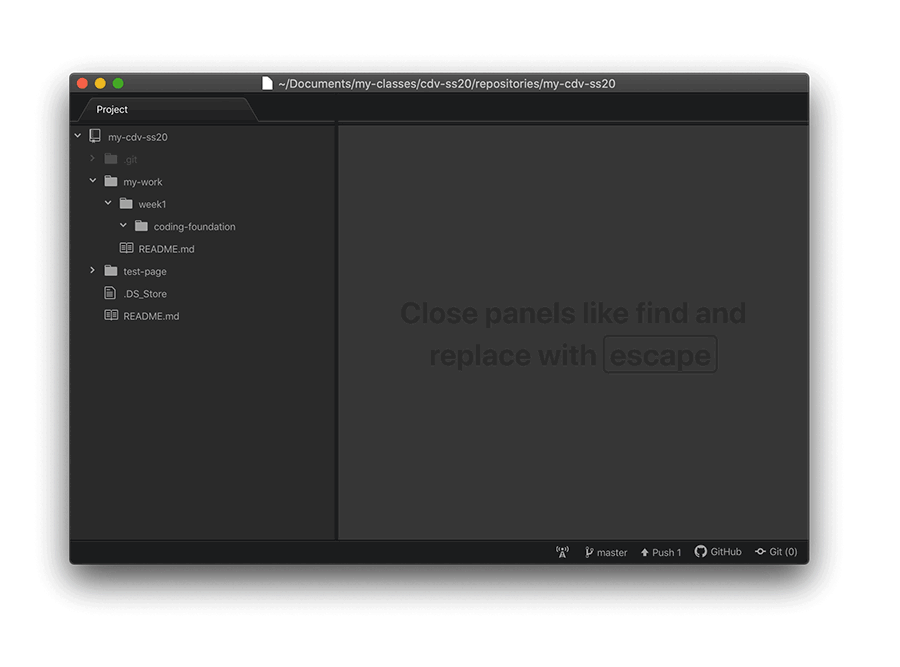 ~/Documents/my-classes/cdv-ss20/repositories/my-cdv-ss20
Project
my-cdv-ss20
.git
my-work
week1
coding-foundation
README.md
test-page
.DS_Store
README.md
Close panels like find and
replace with escape
master Push 1 GitHub Git (0)